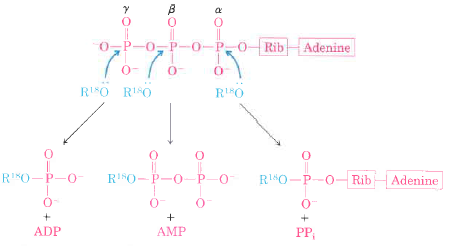 γ β α
O O O
⁻O—P—O—P—O—P—O—Rib—Adenine
O⁻ O⁻ O⁻
R¹⁸Ö R¹⁸Ö R¹⁸Ö
O O O O
R¹⁸O—P—O⁻ R¹⁸O—P—O—P—O⁻ R¹⁸O—P—O—Rib—Adenine
O⁻ O⁻ O⁻ O⁻
+ + +
ADP AMP PPᵢ